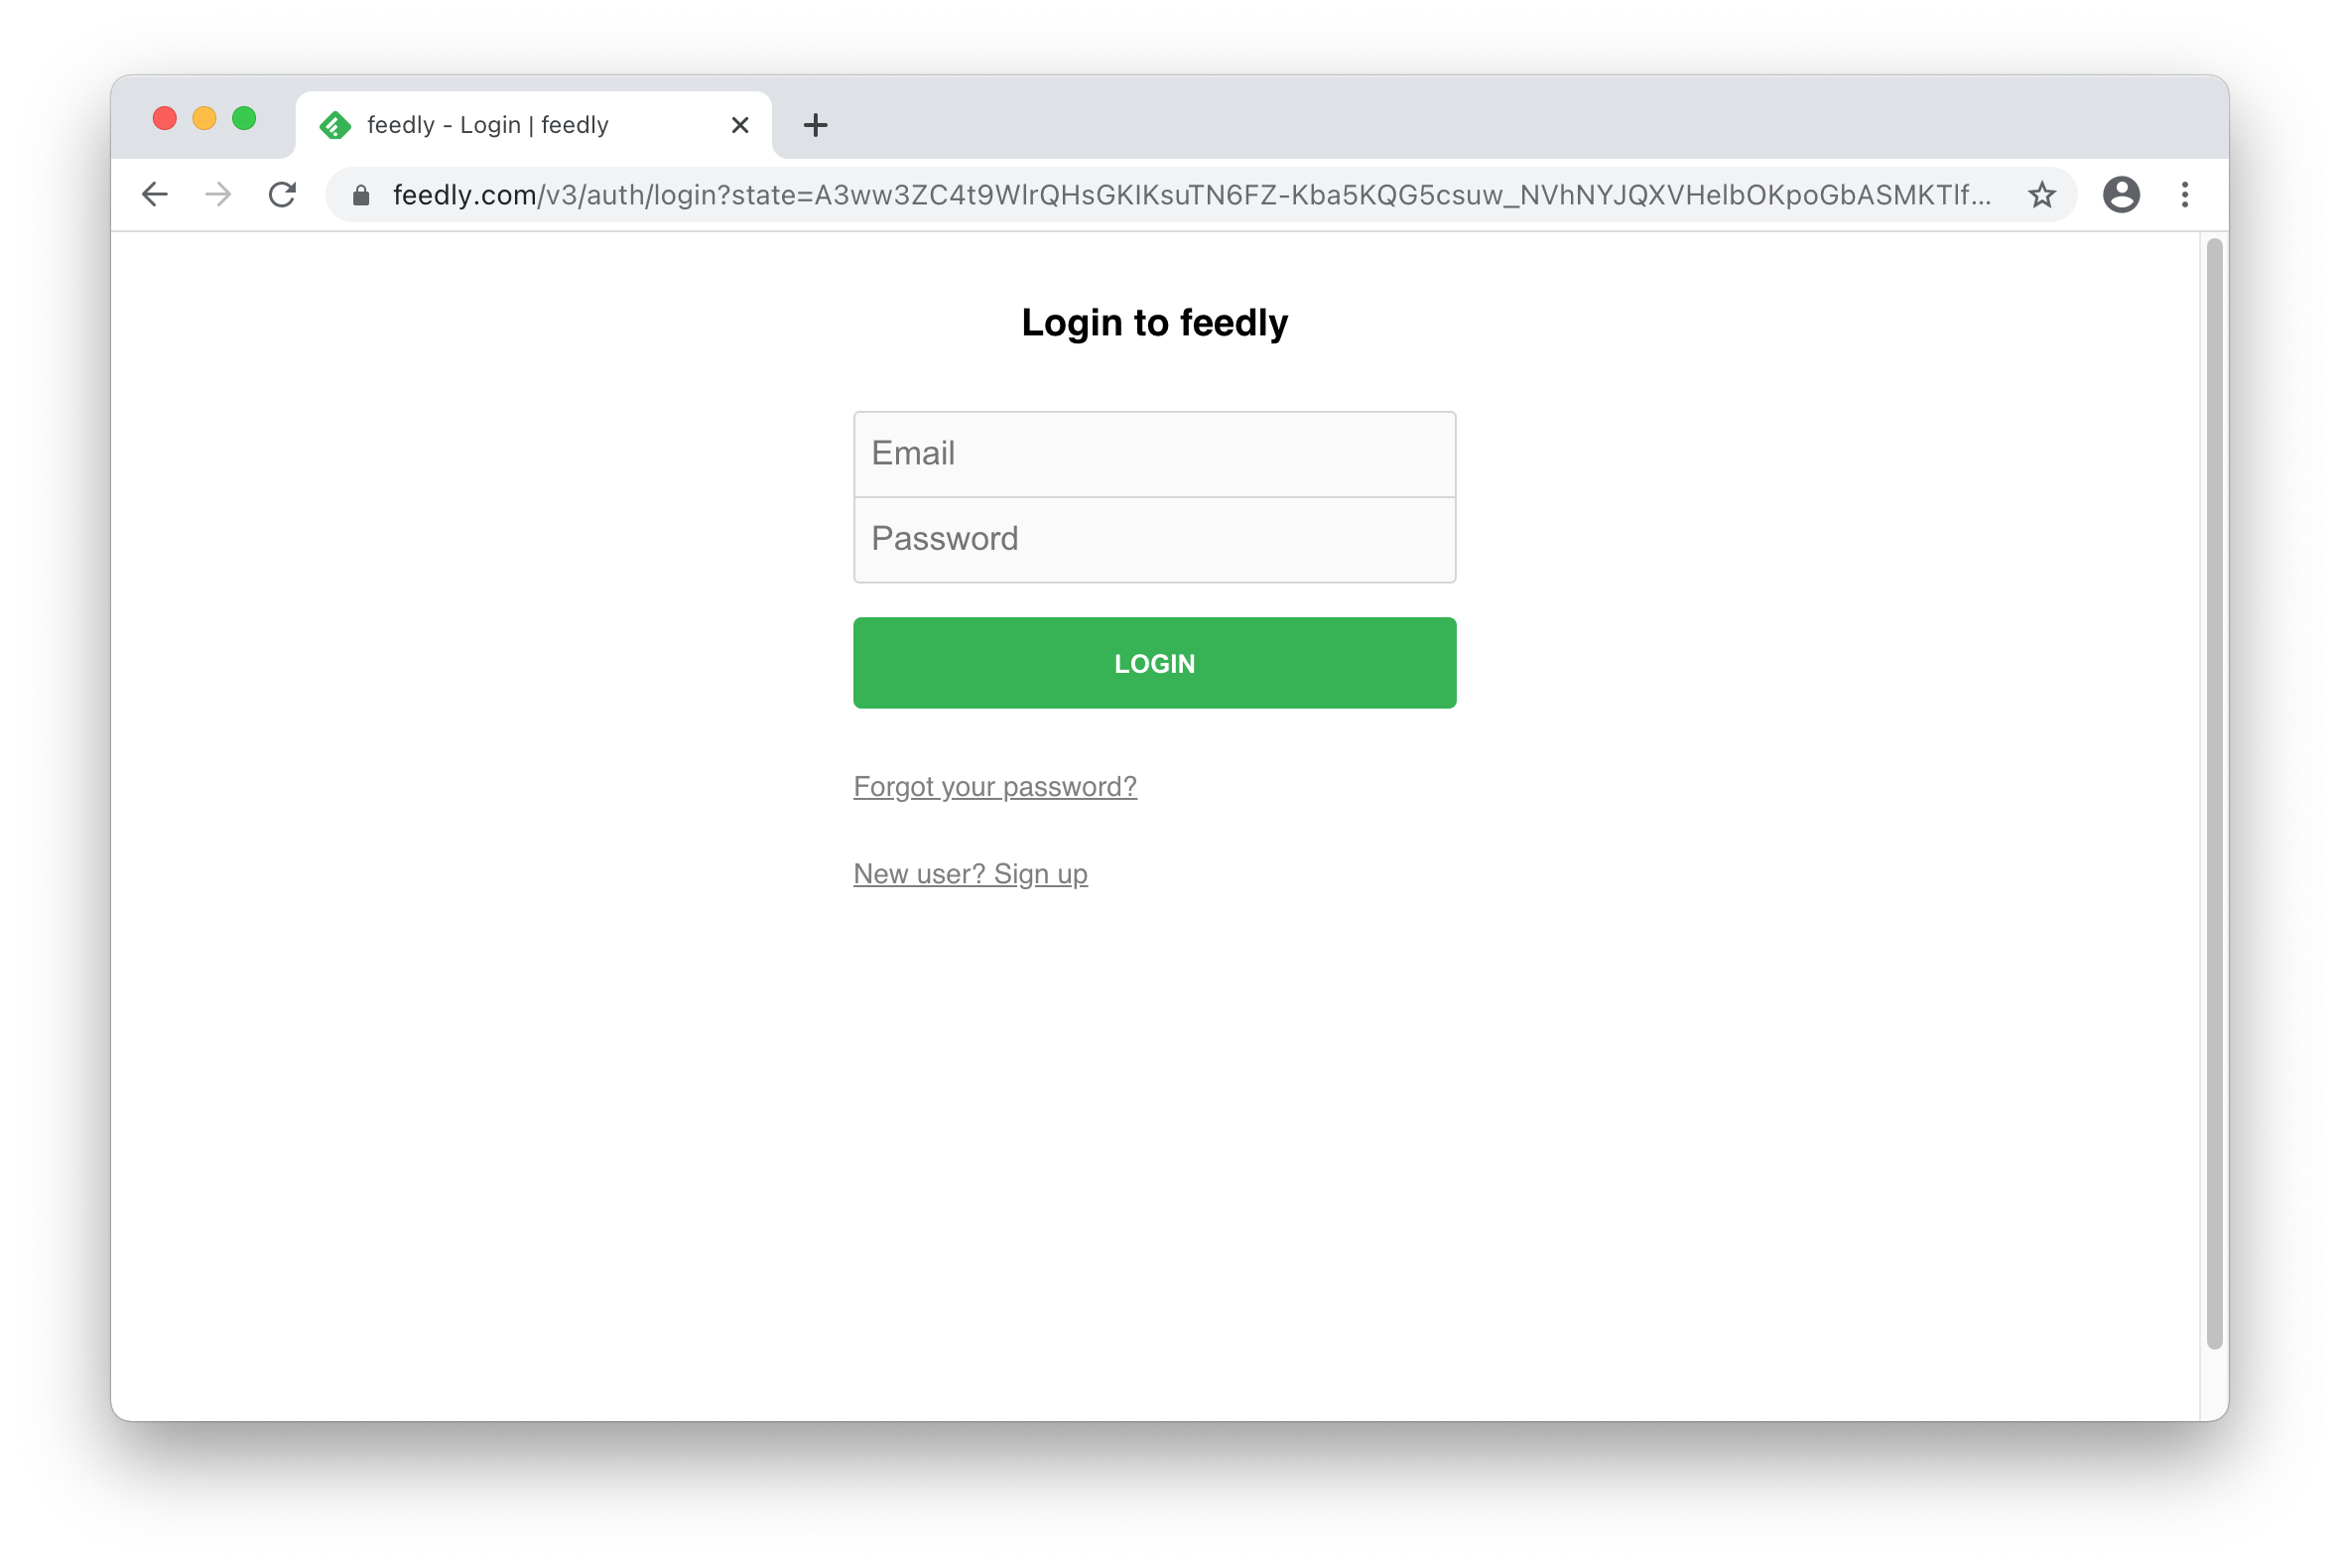 feedly - Login | feedly
feedly.com/v3/auth/login?state=A3ww3ZC4t9WlrQHsGKIKsuTN6FZ-Kba5KQG5csuw_NVhNYJQXVHelbOKpoGbASMKTlf...
Login to feedly
Email
Password
LOGIN
Forgot your password?
New user? Sign up